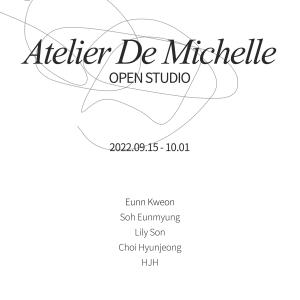 Atelier De Michelle
OPEN STUDIO
2022.09.15 - 10.01
Eunn Kweon
Soh Eunmyung
Lily Son
Choi Hyunjeong
HJH